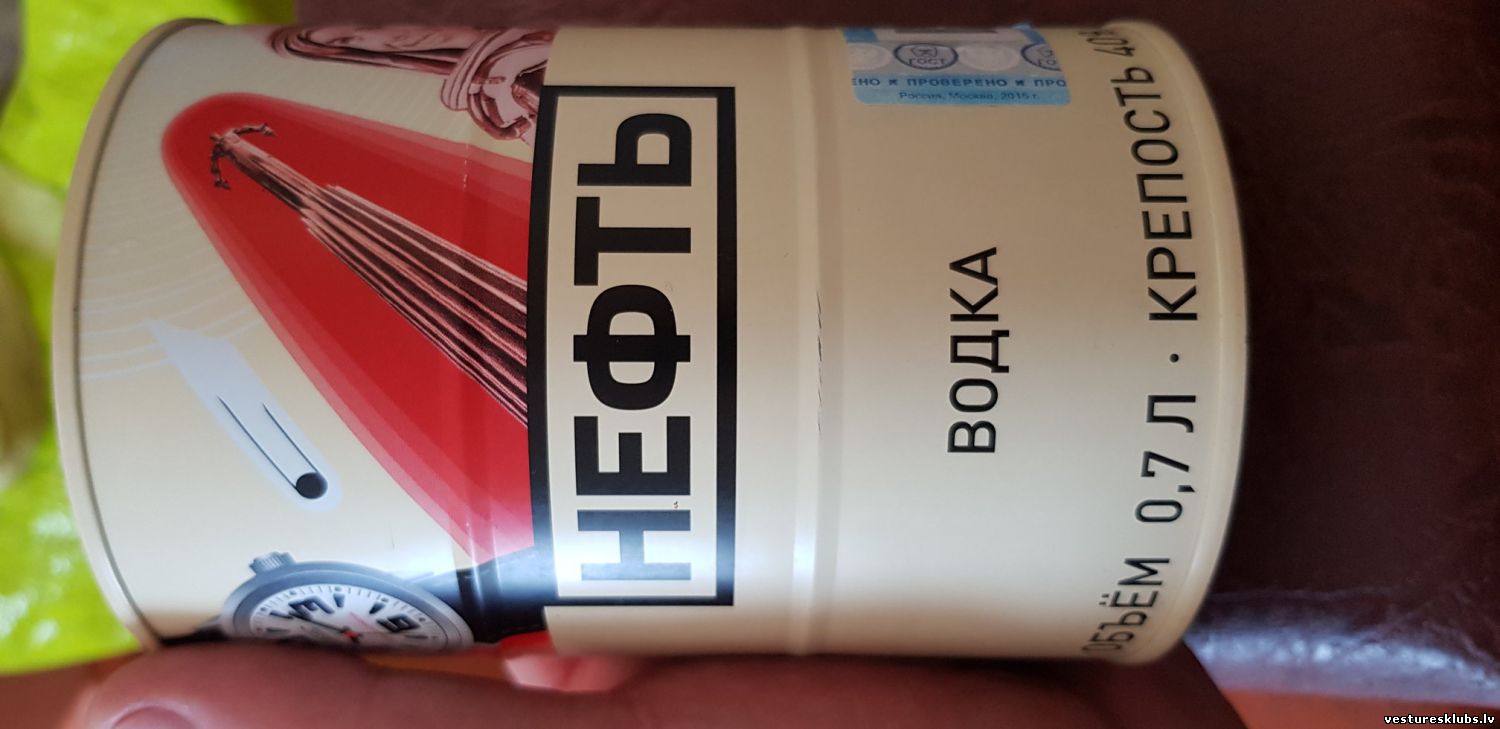 НЕФТЬ
ВОДКА
ОБЪЁМ 0,7 Л · КРЕПОСТЬ 40%
ГОСТ
ЕНО ПРОВЕРЕНО ПРО
Россия, Москва, 2015 г.
vesturesklubs.lv